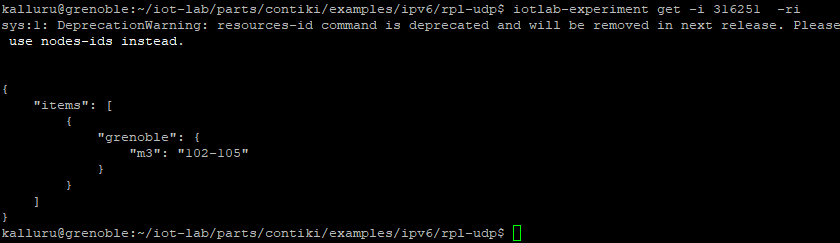 kalluru@grenoble:~/iot-lab/parts/contiki/examples/ipv6/rpl-udp$ iotlab-experiment get -i 316251  -ri
sys:1: DeprecationWarning: resources-id command is deprecated and will be removed in next release. Please
 use nodes-ids instead.
{
    "items": [
        {
            "grenoble": {
                "m3": "102-105"
            }
        }
    ]
}
kalluru@grenoble:~/iot-lab/parts/contiki/examples/ipv6/rpl-udp$